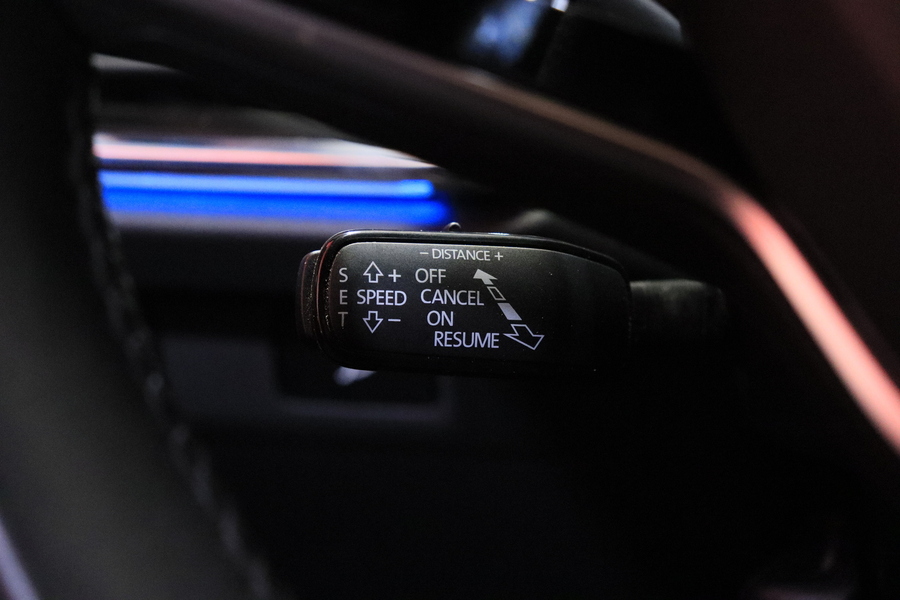 − DISTANCE +
S + OFF
E SPEED CANCEL
T − ON
RESUME